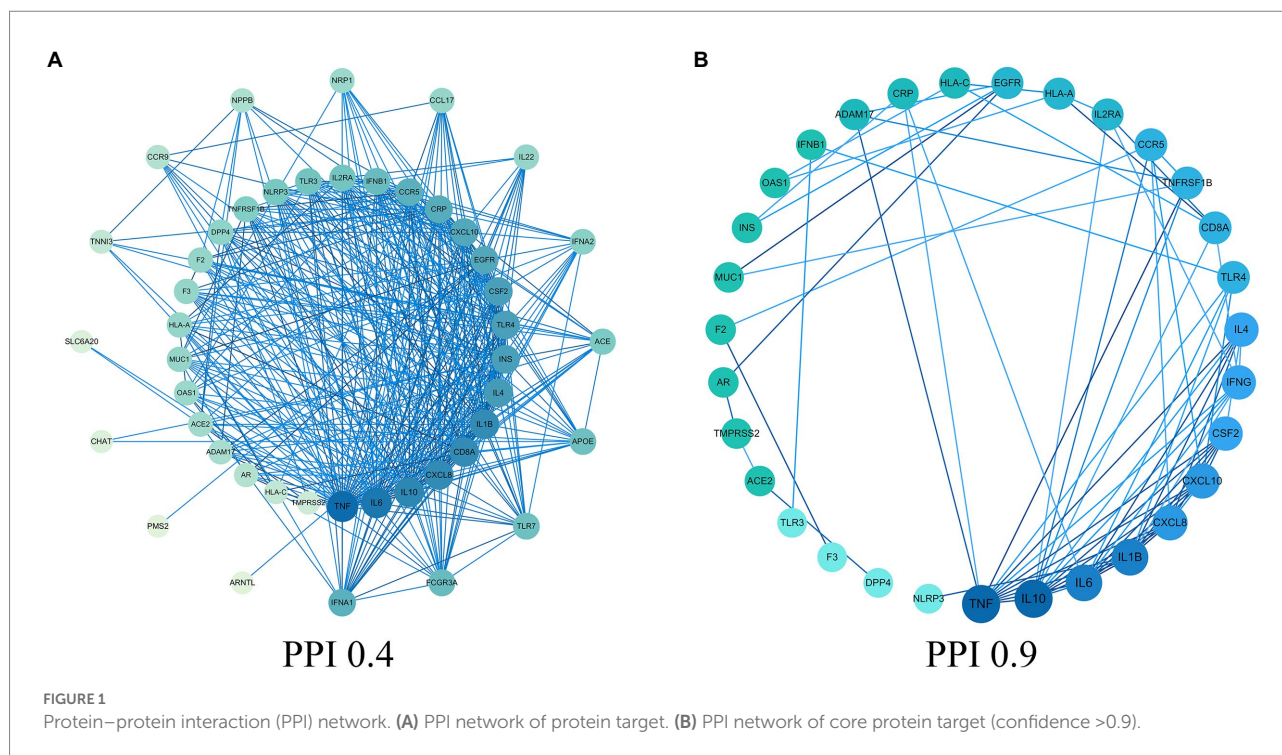 A
NRP1
NPPB
CCL17
CCR9
IL22
TNNI3
IFNA2
SLC6A20
ACE
CHAT
APOE
PMS2
TLR7
ARNTL
FCGR3A
IFNA1
IL2RA
TLR3
IFNB1
NLRP3
CCR5
TNFRSF1B
CRP
DPP4
CXCL10
F2
EGFR
F3
CSF2
HLA-A
TLR4
MUC1
INS
OAS1
IL4
ACE2
IL1B
ADAM17
CD8A
AR
CXCL8
HLA-C
IL10
TMPRSS2
TNF
IL6
PPI 0.4
B
HLA-C
EGFR
CRP
HLA-A
ADAM17
IL2RA
IFNB1
CCR5
OAS1
TNFRSF1B
INS
CD8A
MUC1
TLR4
F2
IL4
AR
IFNG
TMPRSS2
CSF2
ACE2
CXCL10
TLR3
CXCL8
F3
IL1B
DPP4
IL6
NLRP3
TNF
IL10
PPI 0.9
FIGURE 1
Protein–protein interaction (PPI) network. (A) PPI network of protein target. (B) PPI network of core protein target (confidence >0.9).